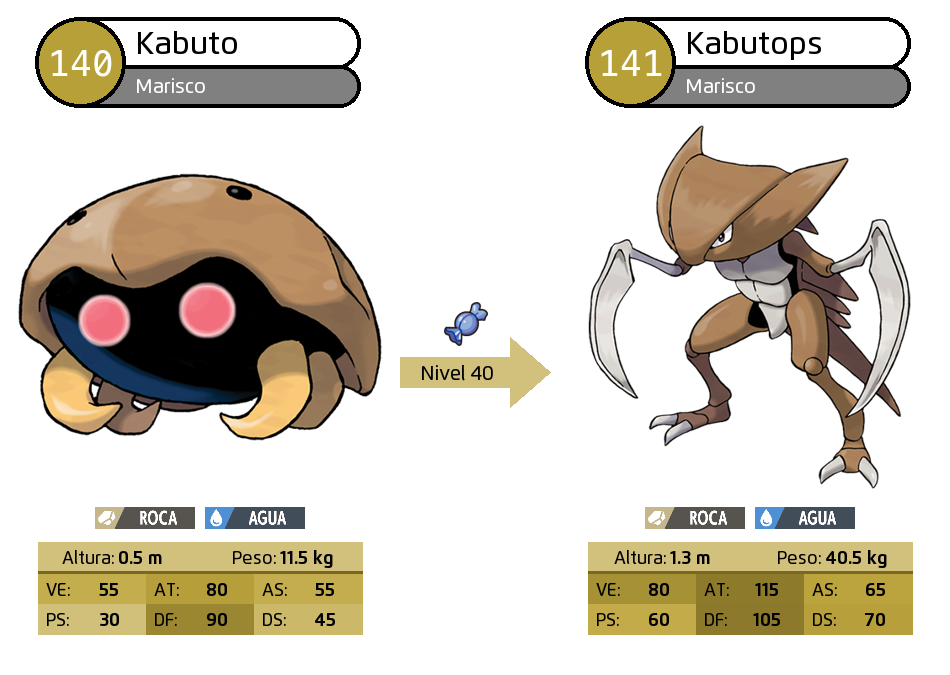 140 Kabuto
Marisco
141 Kabutops
Marisco
Nivel 40
ROCA AGUA
Altura: 0.5 m Peso: 11.5 kg
VE: 55 AT: 80 AS: 55
PS: 30 DF: 90 DS: 45
ROCA AGUA
Altura: 1.3 m Peso: 40.5 kg
VE: 80 AT: 115 AS: 65
PS: 60 DF: 105 DS: 70